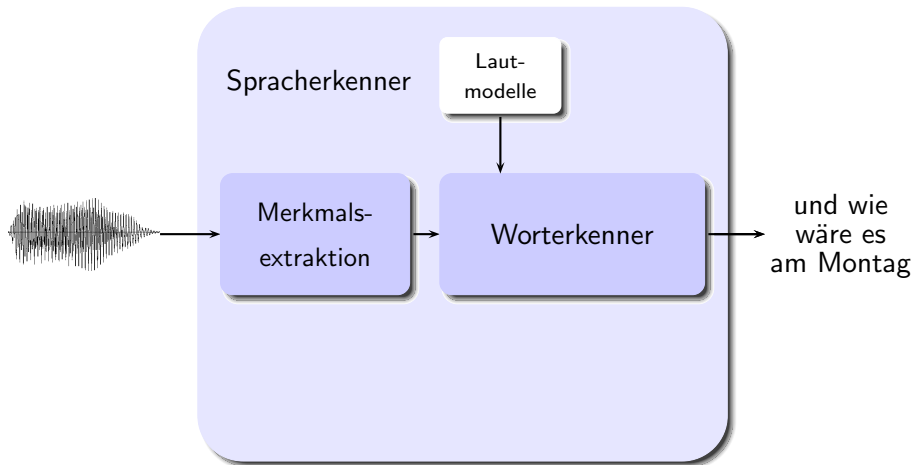 Spracherkenner
Laut-
modelle
Merkmals-
extraktion
Worterkenner
und wie
wäre es
am Montag